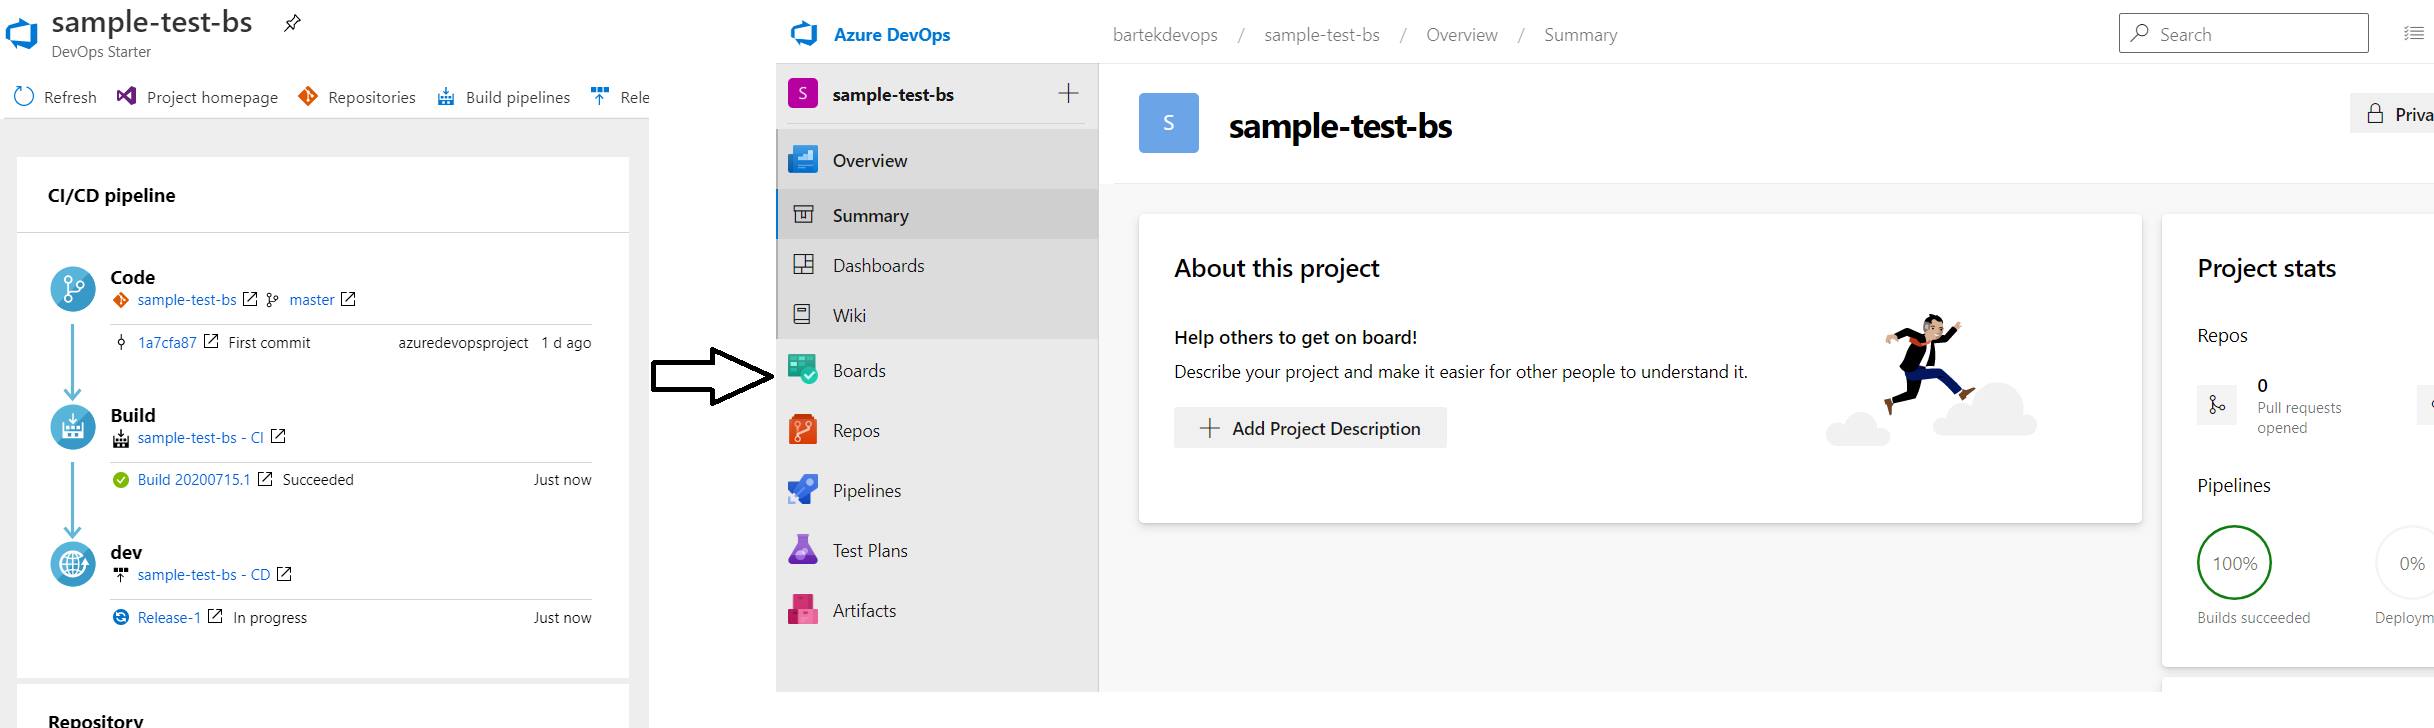 sample-test-bs
DevOps Starter
Refresh Project homepage Repositories Build pipelines Rele
CI/CD pipeline
Code
sample-test-bs master
1a7cfa87 First commit azuredevopsproject 1 d ago
Build
sample-test-bs - CI
Build 20200715.1 Succeeded Just now
dev
sample-test-bs - CD
Release-1 In progress Just now
Repository
Azure DevOps
bartekdevops / sample-test-bs / Overview / Summary
Search
S sample-test-bs
Overview
Summary
Dashboards
Wiki
Boards
Repos
Pipelines
Test Plans
Artifacts
S sample-test-bs
Priva
About this project
Help others to get on board!
Describe your project and make it easier for other people to understand it.
Add Project Description
Project stats
Repos
0
Pull requests
opened
Pipelines
100% 0%
Builds succeeded Deploym